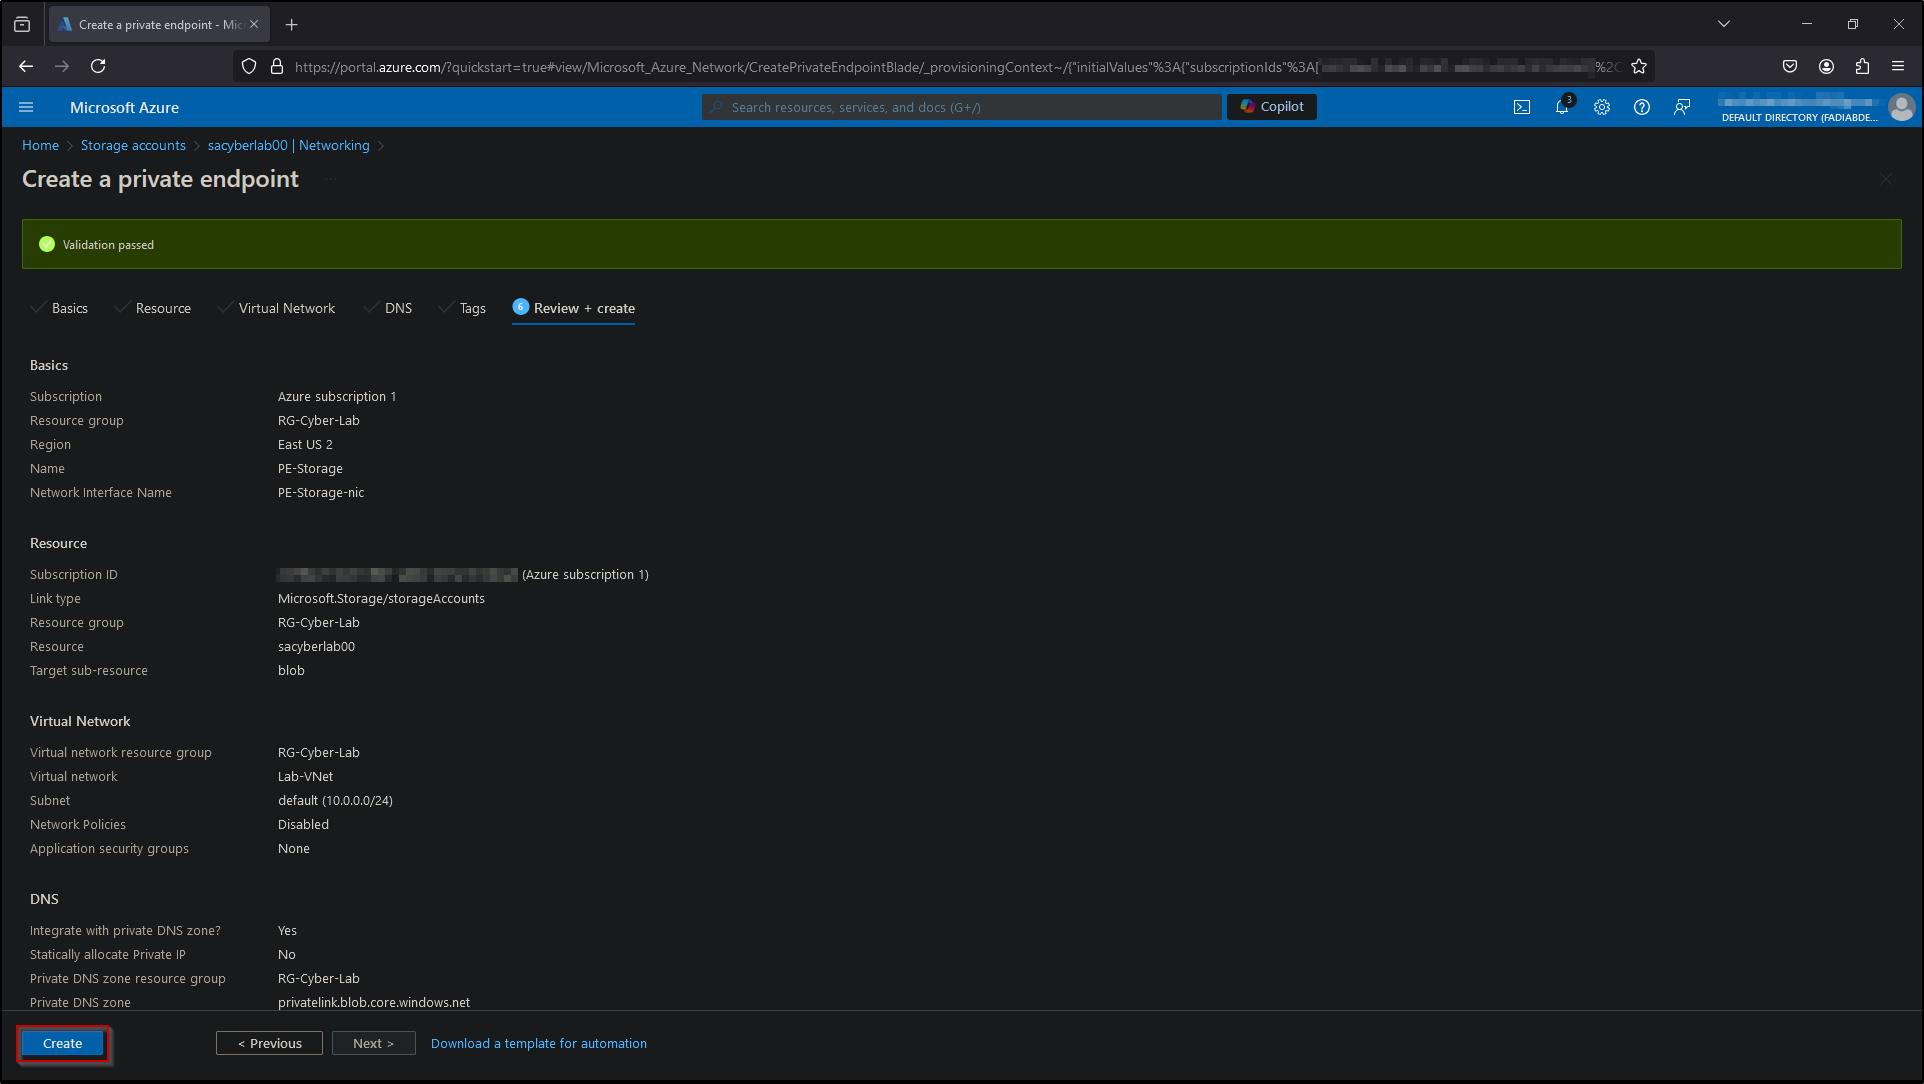 Create a private endpoint - Mic
https://portal.azure.com/?quickstart=true#view/Microsoft_Azure_Network/CreatePrivateEndpointBlade/_provisioningContext~/{"initialValues"%3A{"subscriptionIds"%3A[ %2C
Microsoft Azure
Search resources, services, and docs (G+/)
Copilot
3
DEFAULT DIRECTORY (FADIABDE...
Home > Storage accounts > sacyberlab00 | Networking >
Create a private endpoint ...
Validation passed
Basics Resource Virtual Network DNS Tags 6 Review + create
Basics
Subscription Azure subscription 1
Resource group RG-Cyber-Lab
Region East US 2
Name PE-Storage
Network Interface Name PE-Storage-nic
Resource
Subscription ID (Azure subscription 1)
Link type Microsoft.Storage/storageAccounts
Resource group RG-Cyber-Lab
Resource sacyberlab00
Target sub-resource blob
Virtual Network
Virtual network resource group RG-Cyber-Lab
Virtual network Lab-VNet
Subnet default (10.0.0.0/24)
Network Policies Disabled
Application security groups None
DNS
Integrate with private DNS zone? Yes
Statically allocate Private IP No
Private DNS zone resource group RG-Cyber-Lab
Private DNS zone privatelink.blob.core.windows.net
Create < Previous Next > Download a template for automation